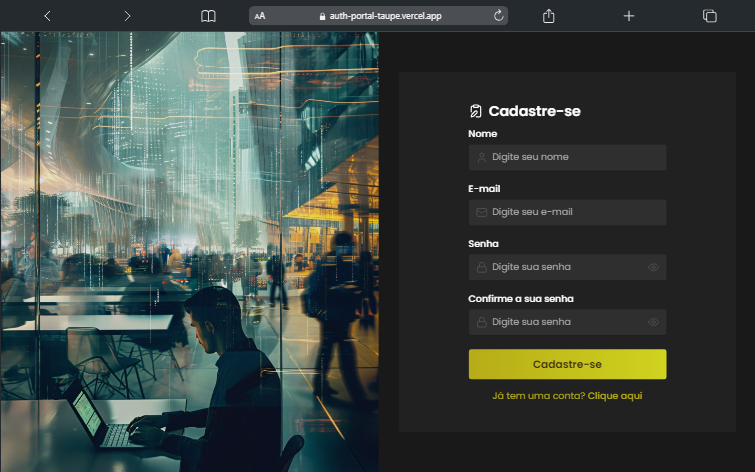 AA auth-portal-taupe.vercel.app
Cadastre-se
Nome
Digite seu nome
E-mail
Digite seu e-mail
Senha
Digite sua senha
Confirme a sua senha
Digite sua senha
Cadastre-se
Já tem uma conta? Clique aqui